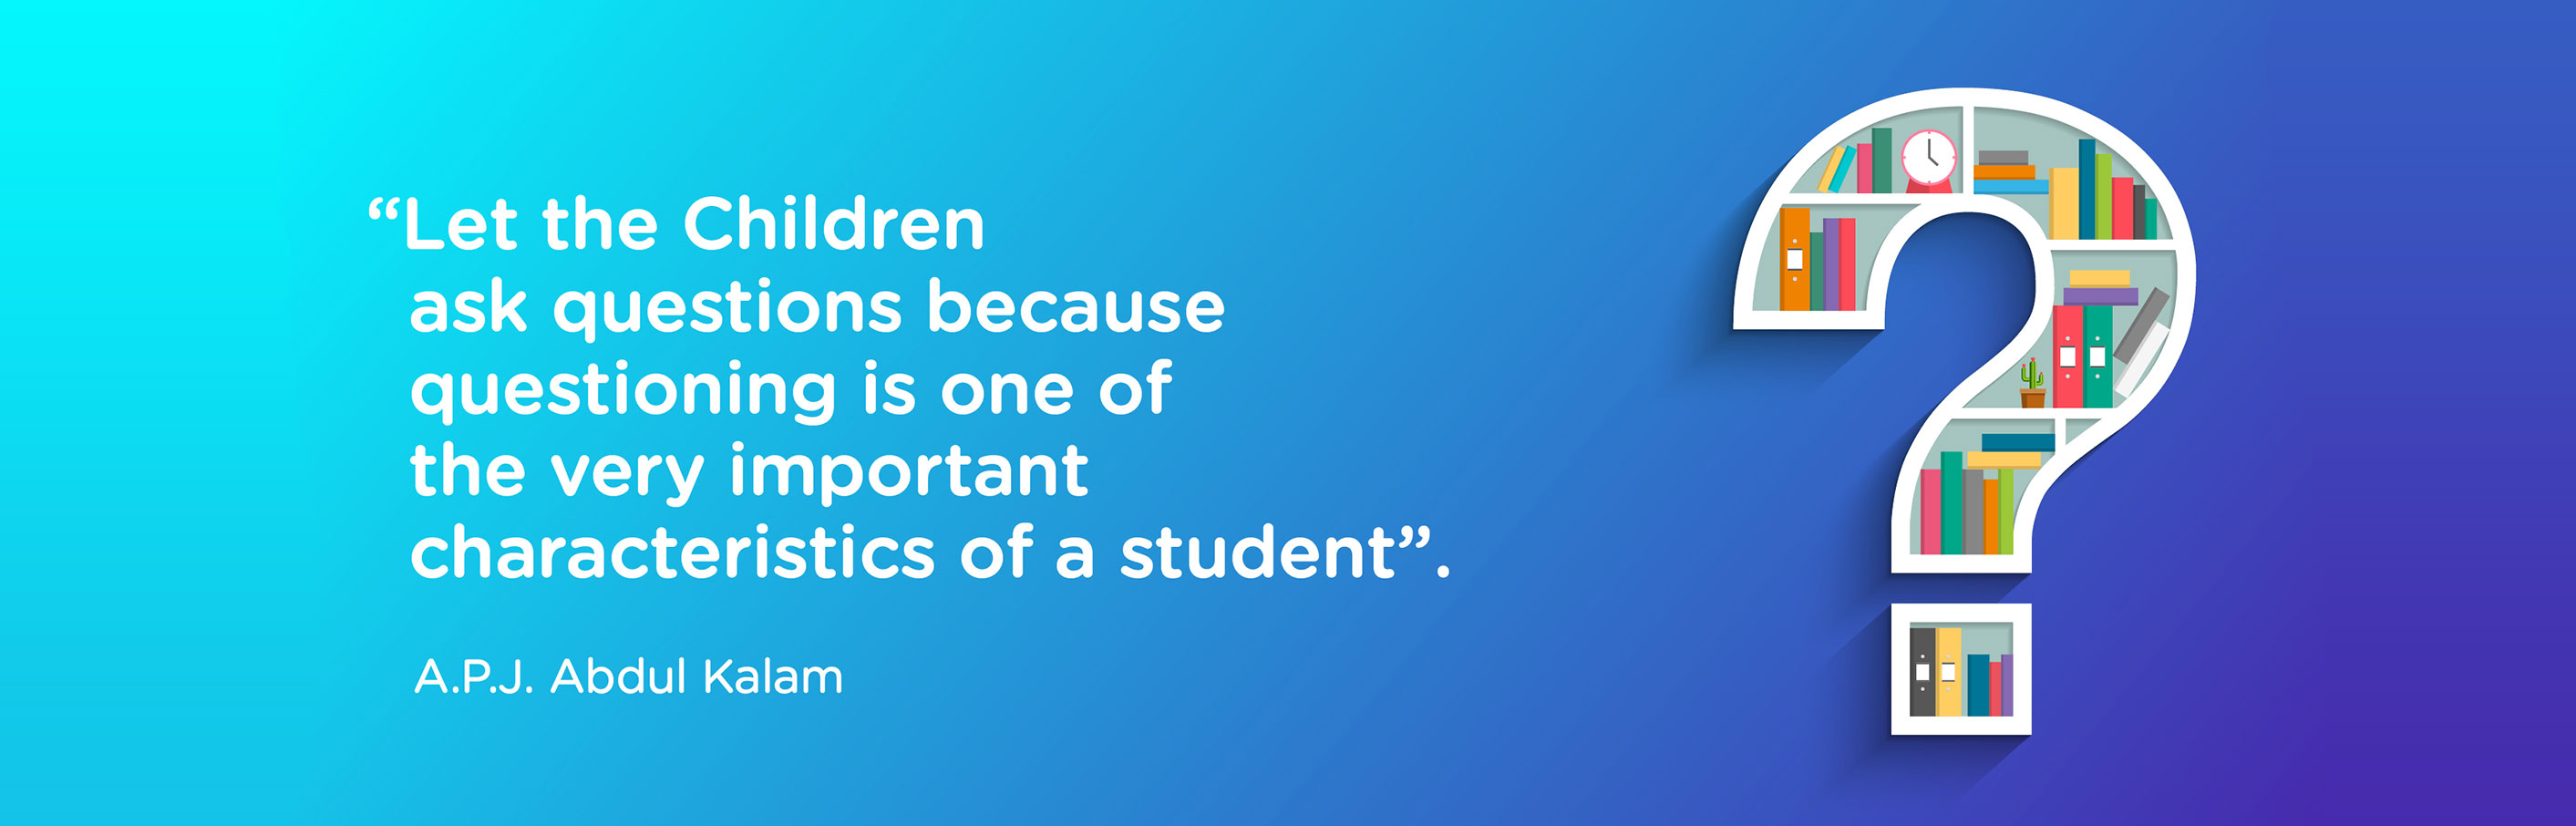 “Let the Children
ask questions because
questioning is one of
the very important
characteristics of a student”.
A.P.J. Abdul Kalam